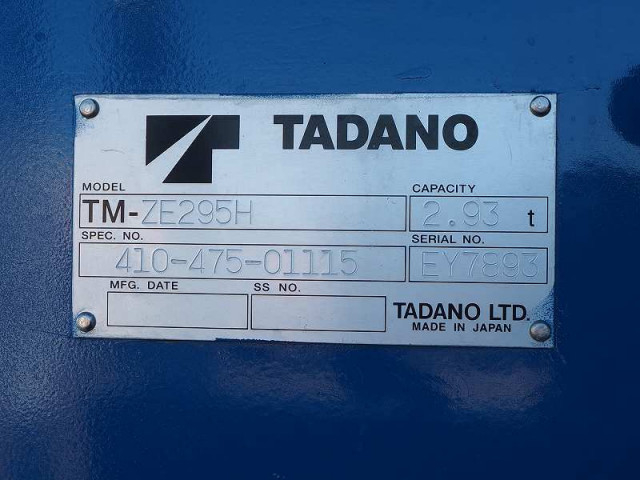 TADANO
MODEL CAPACITY
TM-ZE295H 2.93 t
SPEC. NO. SERIAL NO.
410-475-01115 EY7893
MFG. DATE SS NO.
TADANO LTD.
MADE IN JAPAN